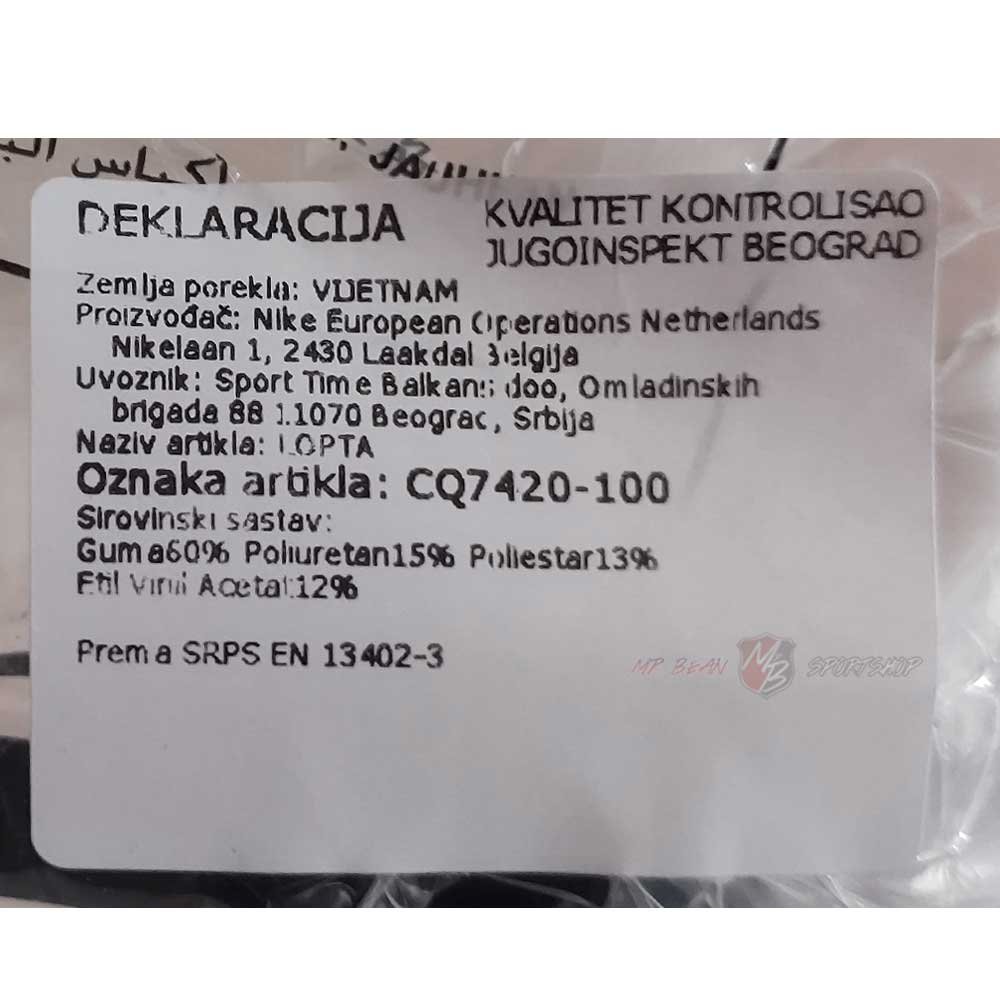 DEKLARACIJA
KVALITET KONTROLISAO
JUGOINSPEKT BEOGRAD
Zemlja porekla: VIJETNAM
Proizvođač: Nike European Operations Netherlands
Nikelaan 1, 2430 Laakdal Belgija
Uvoznik: Sport Time Balkans doo, Omladinskih
brigada 88 11070 Beograd, Srbija
Naziv artikla: LOPTA
Oznaka artikla: CQ7420-100
Sirovinski sastav:
Guma60% Poliuretan15% Poliestar13%
Etil Vinil Acetat12%
Prema SRPS EN 13402-3
MP BEAN MB SPORTSHOP